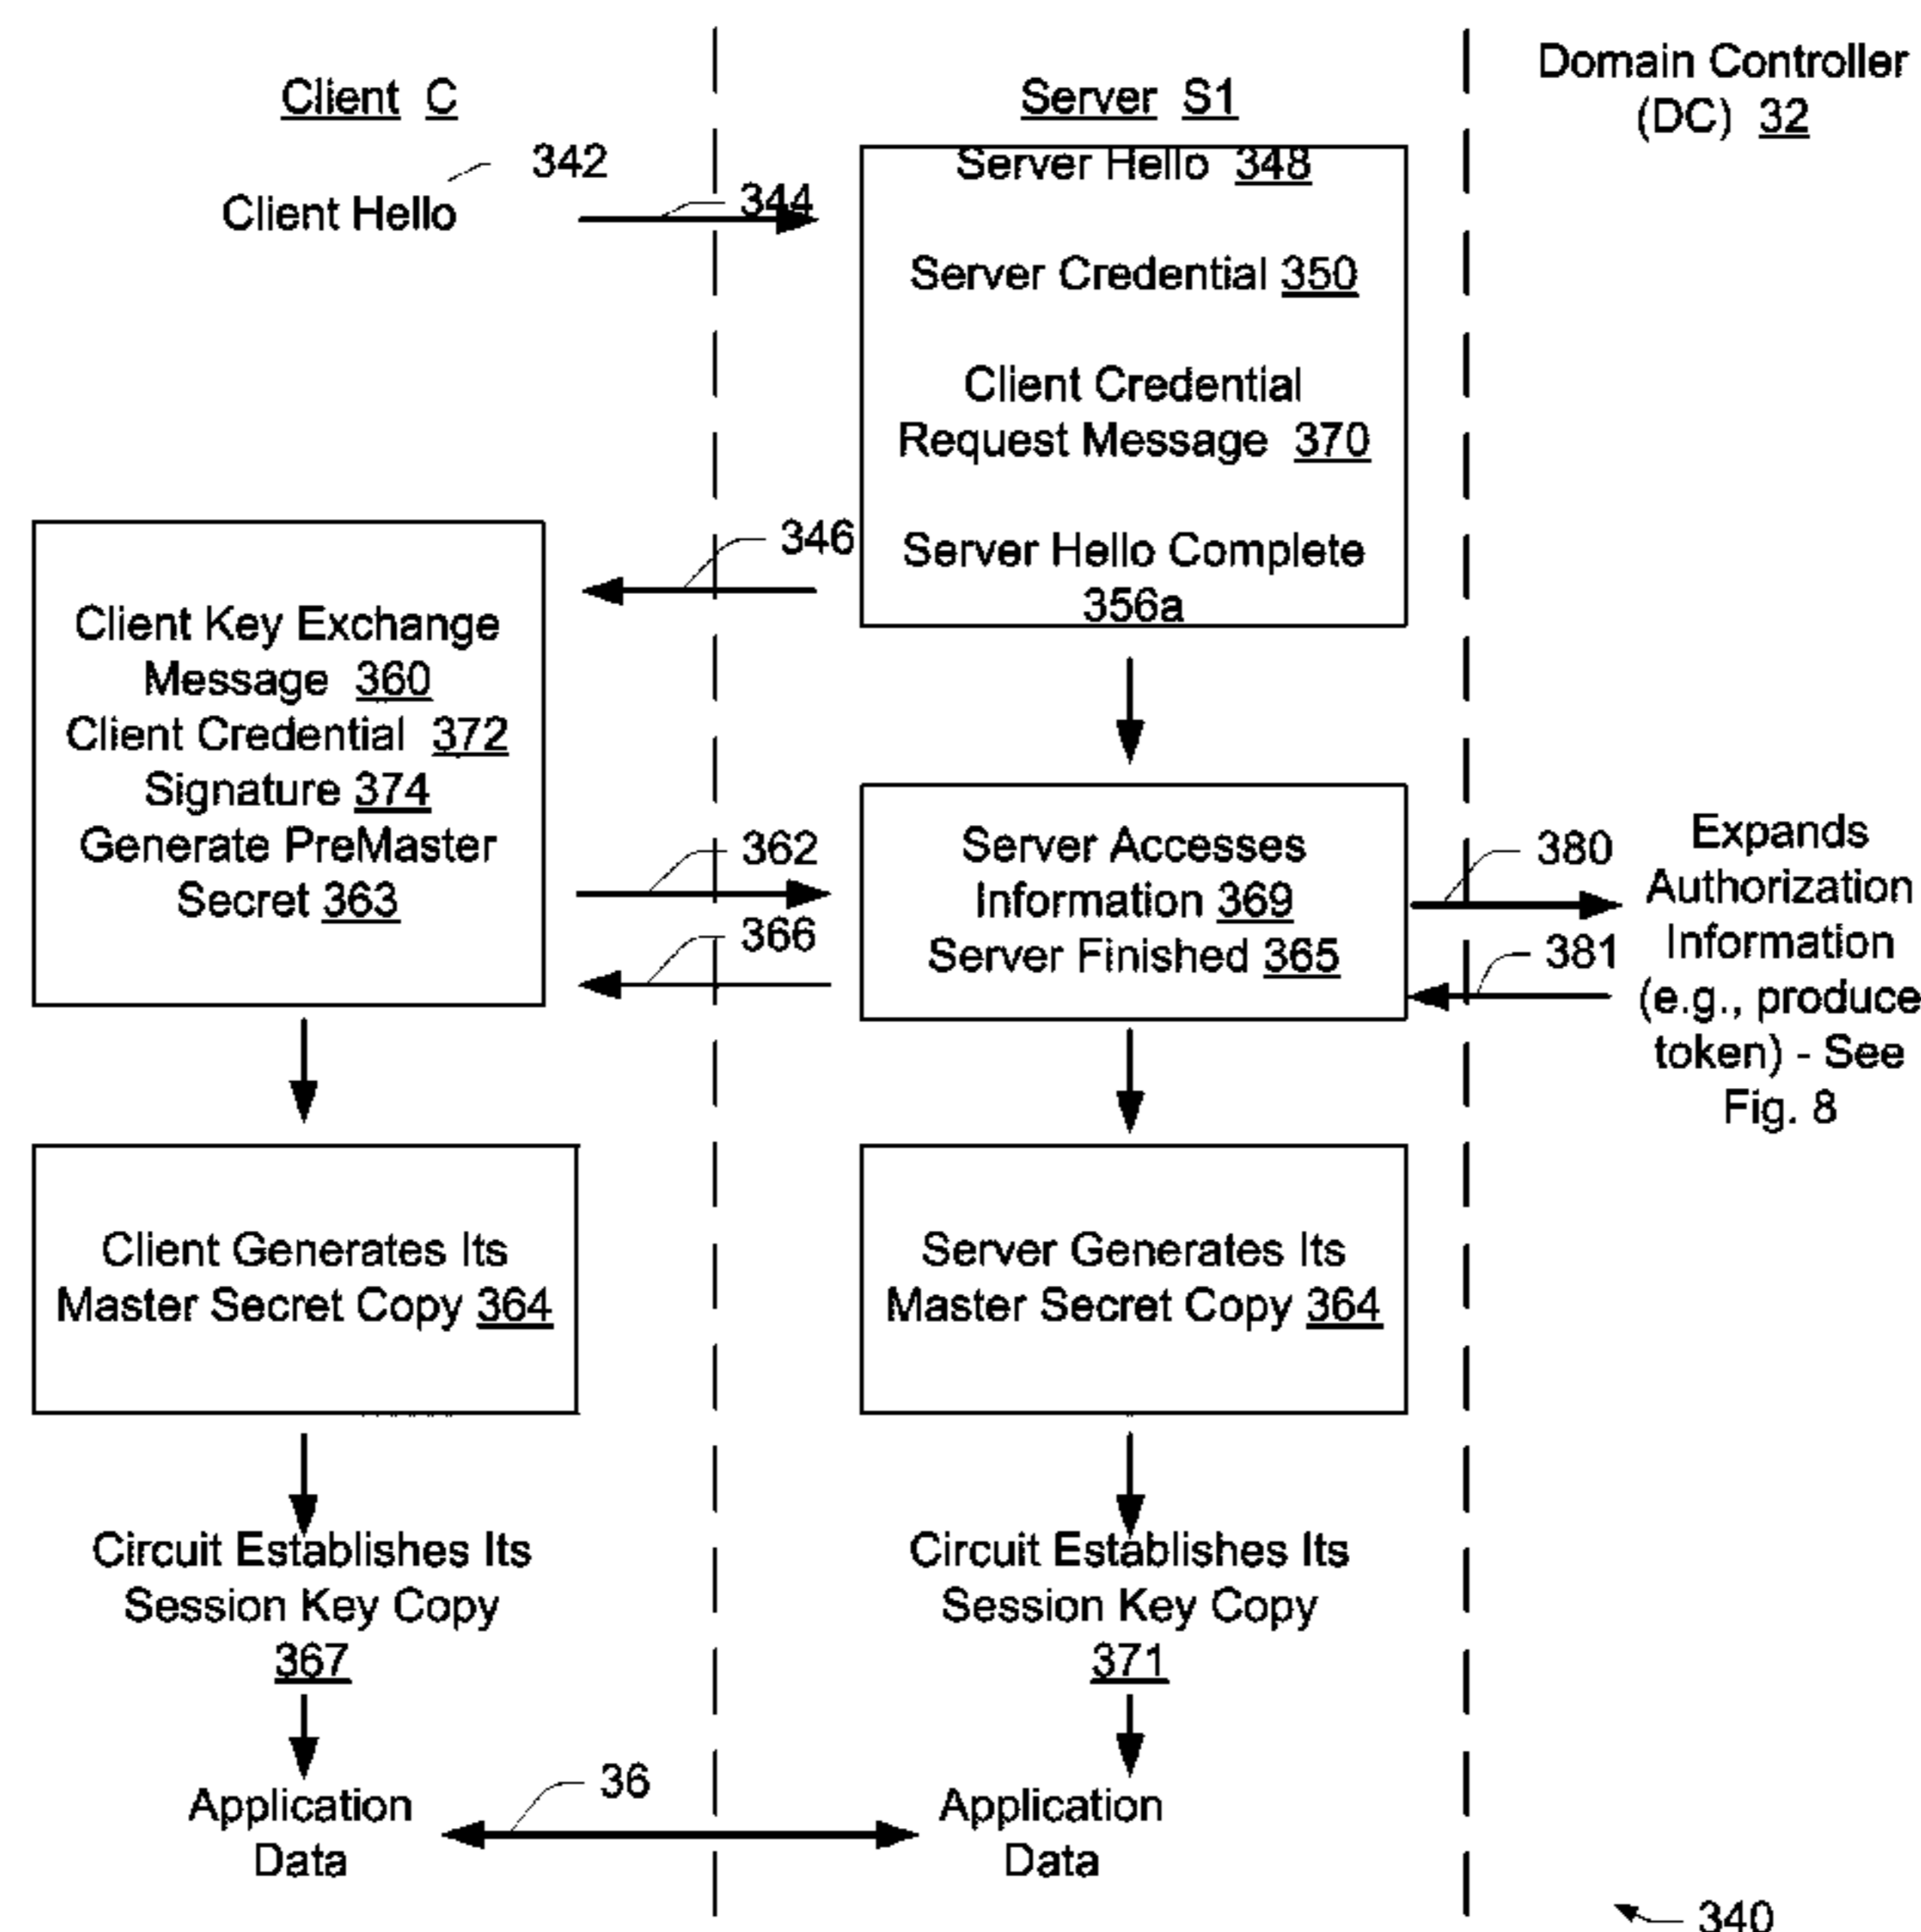 Client C
342
Client Hello
344
Server S1
Server Hello 348
Server Credential 350
Client Credential
Request Message 370
Server Hello Complete
356a
Domain Controller
(DC) 32
346
Client Key Exchange
Message 360
Client Credential 372
Signature 374
Generate PreMaster
Secret 363
362
366
Server Accesses
Information 369
Server Finished 365
380
381
Expands
Authorization
Information
(e.g., produce
token) - See
Fig. 8
Client Generates Its
Master Secret Copy 364
Server Generates Its
Master Secret Copy 364
Circuit Establishes Its
Session Key Copy
367
Circuit Establishes Its
Session Key Copy
371
Application
Data
36
Application
Data
340